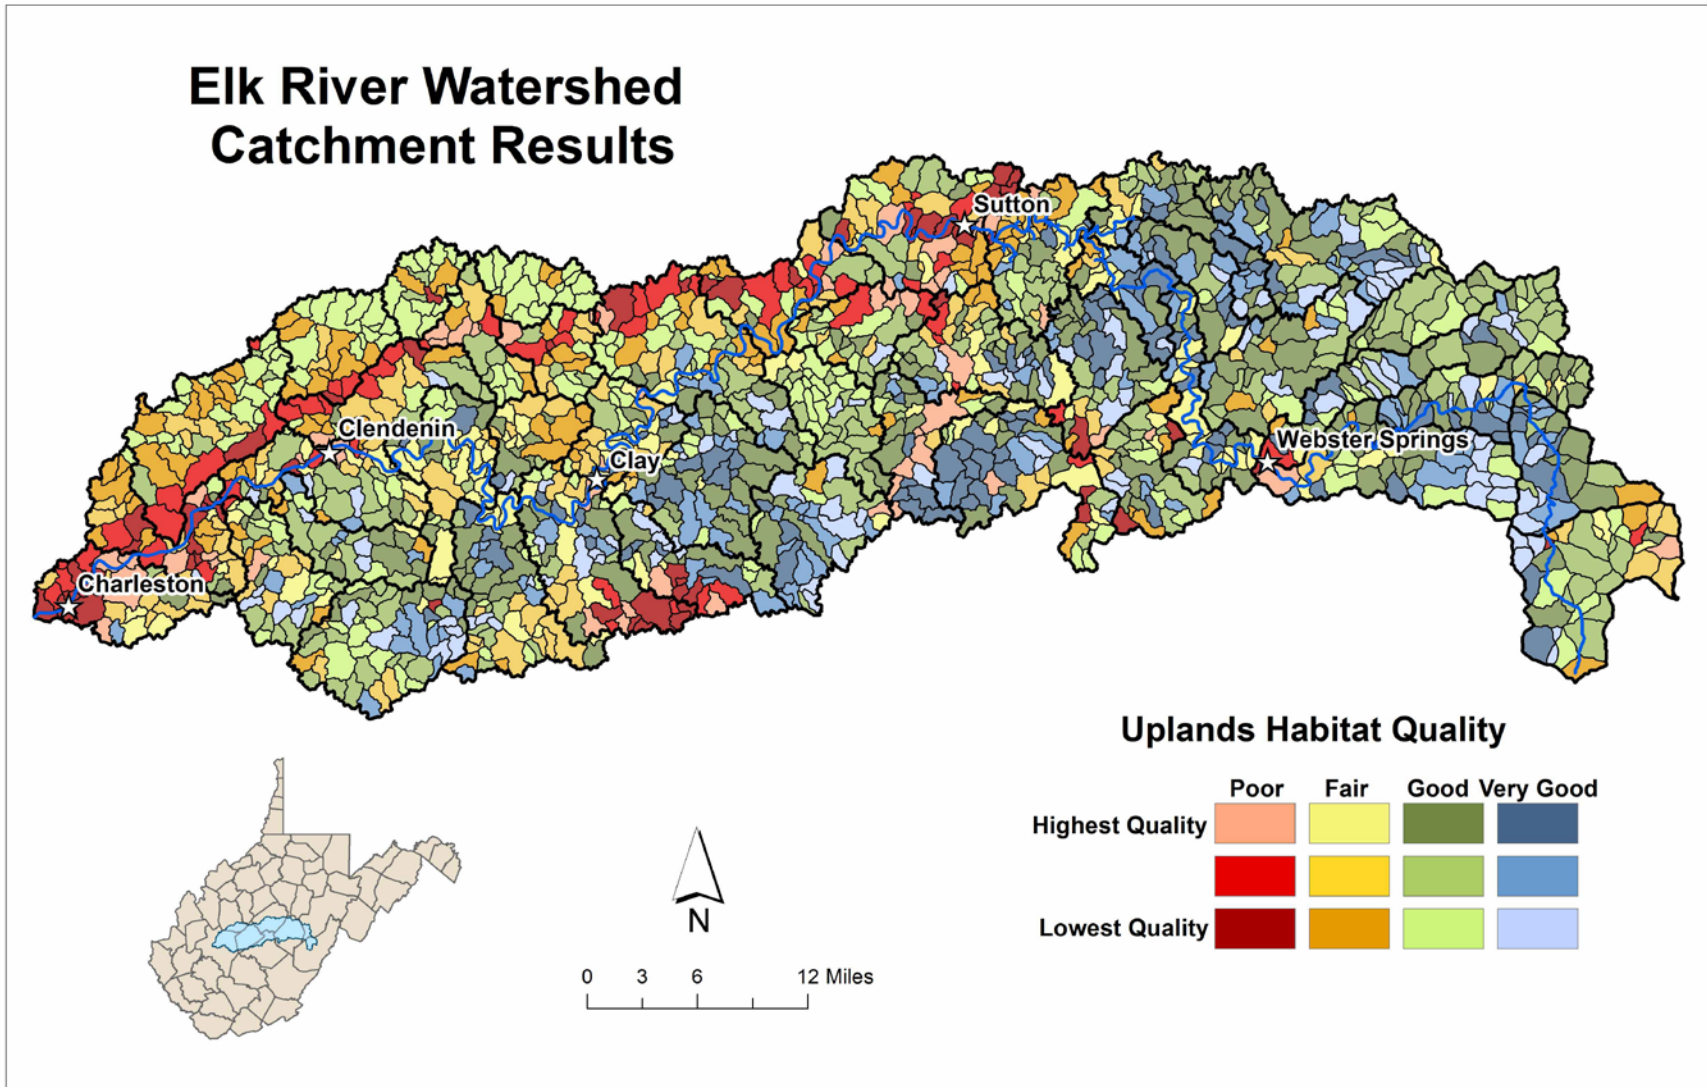 Elk River Watershed
Catchment Results
Sutton
Clendenin
Clay
Webster Springs
Charleston
Uplands Habitat Quality
Poor Fair Good Very Good
Highest Quality
Lowest Quality
N
0 3 6 12 Miles